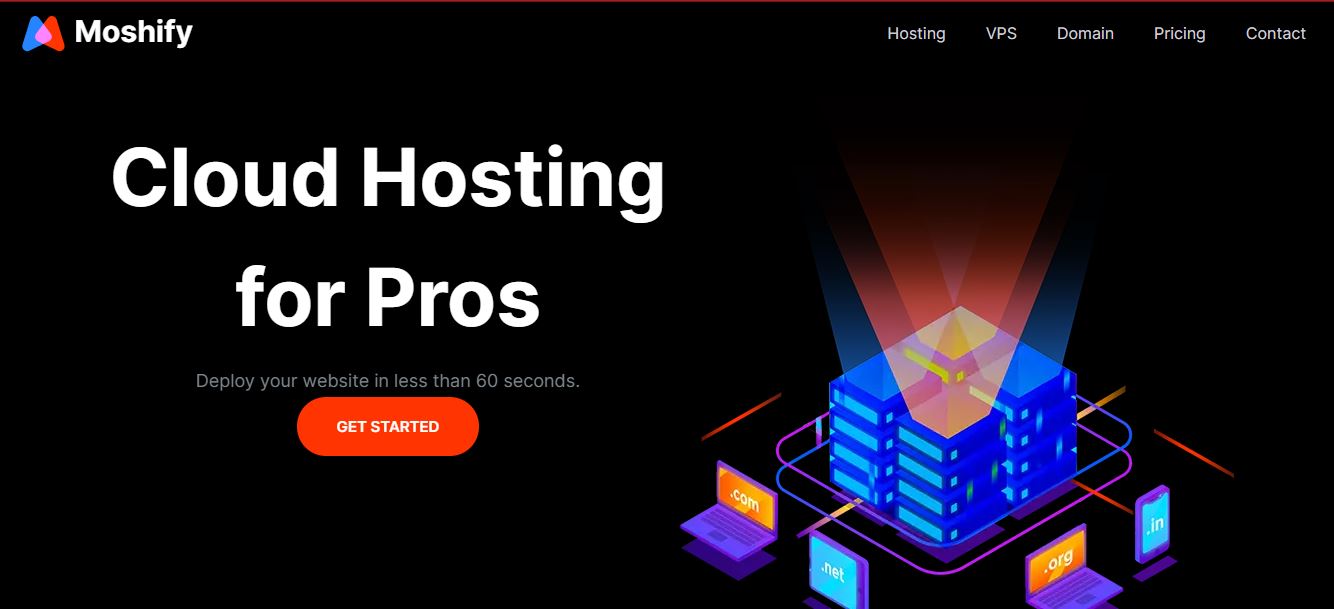 Moshify
Hosting
VPS
Domain
Pricing
Contact
Cloud Hosting
for Pros
Deploy your website in less than 60 seconds.
GET STARTED
.com
.net
.org
.in